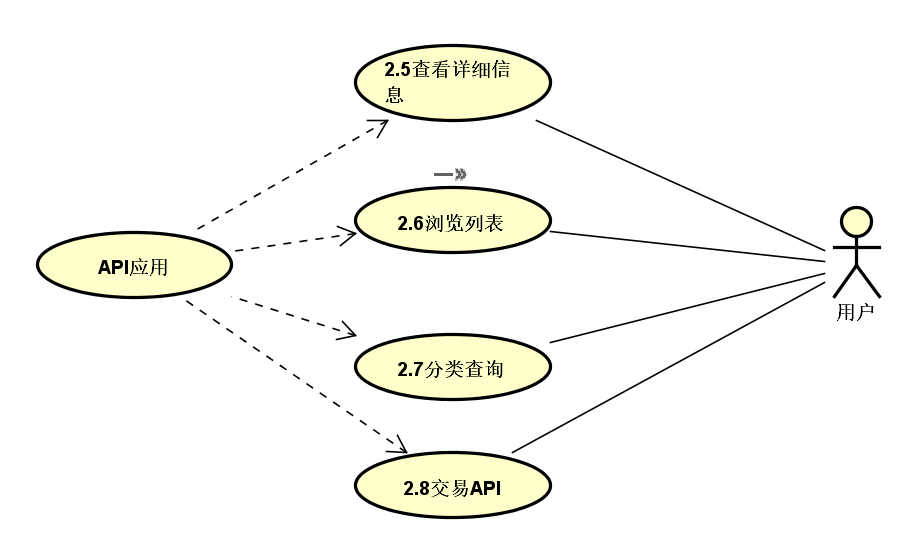 2.5查看详细信
息
2.6浏览列表
API应用
用户
2.7分类查询
2.8交易API